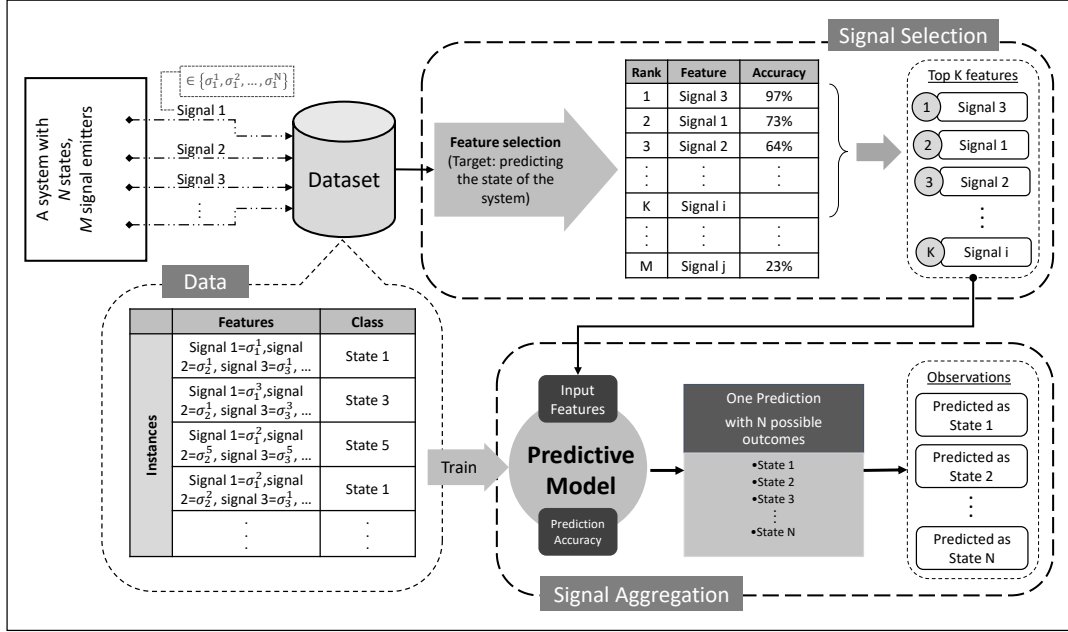 Signal Selection
A system with
N states,
M signal emitters
∈ {σ₁¹, σ₁², …, σ₁ᴺ}
Signal 1
Signal 2
Signal 3
⋮
Dataset
Feature selection
(Target: predicting
the state of the
system)
Rank Feature Accuracy
1 Signal 3 97%
2 Signal 1 73%
3 Signal 2 64%
⋮ ⋮ ⋮
K Signal i
⋮ ⋮ ⋮
M Signal j 23%
Top K features
1 Signal 3
2 Signal 1
3 Signal 2
⋮
K Signal i
Data
Features Class
Instances
Signal 1=σ₁¹,signal
2=σ₂¹, signal 3=σ₃¹, …
State 1
Signal 1=σ₁³,signal
2=σ₂¹, signal 3=σ₃³, …
State 3
Signal 1=σ₁²,signal
2=σ₂⁵, signal 3=σ₃⁵, …
State 5
Signal 1=σ₁²,signal
2=σ₂², signal 3=σ₃¹, …
State 1
⋮ ⋮
Train
Input
Features
Predictive
Model
Prediction
Accuracy
One Prediction
with N possible
outcomes
•State 1
•State 2
•State 3
⋮
•State N
Observations
Predicted as
State 1
Predicted as
State 2
⋮
Predicted as
State N
Signal Aggregation